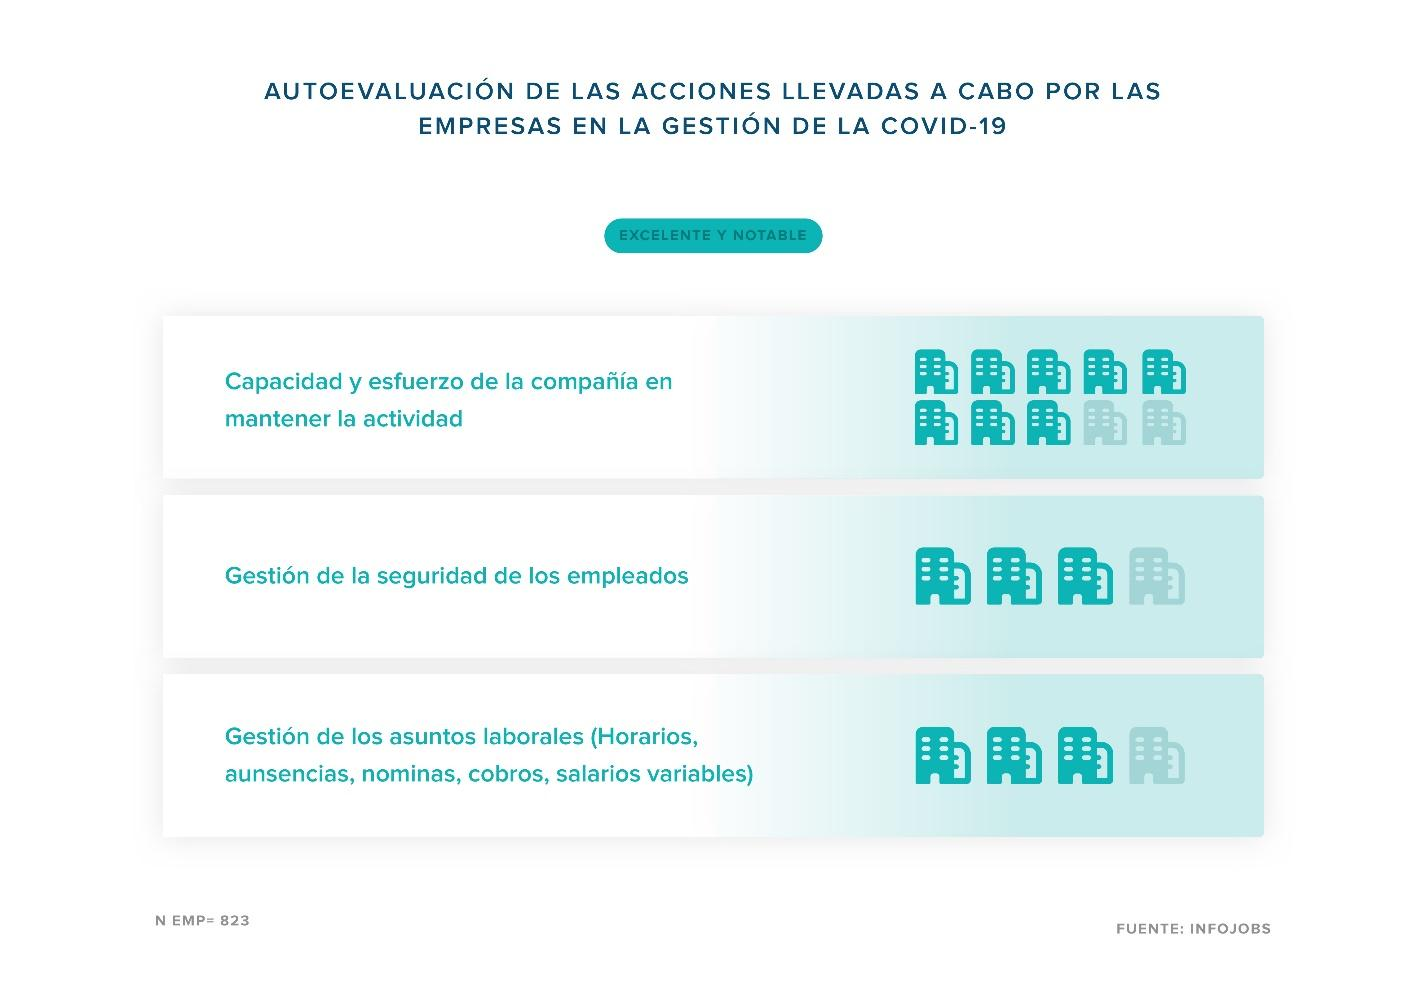 AUTOEVALUACIÓN DE LAS ACCIONES LLEVADAS A CABO POR LAS
EMPRESAS EN LA GESTIÓN DE LA COVID-19
EXCELENTE Y NOTABLE
Capacidad y esfuerzo de la compañía en
mantener la actividad
Gestión de la seguridad de los empleados
Gestión de los asuntos laborales (Horarios,
aunsencias, nominas, cobros, salarios variables)
N EMP= 823
FUENTE: INFOJOBS